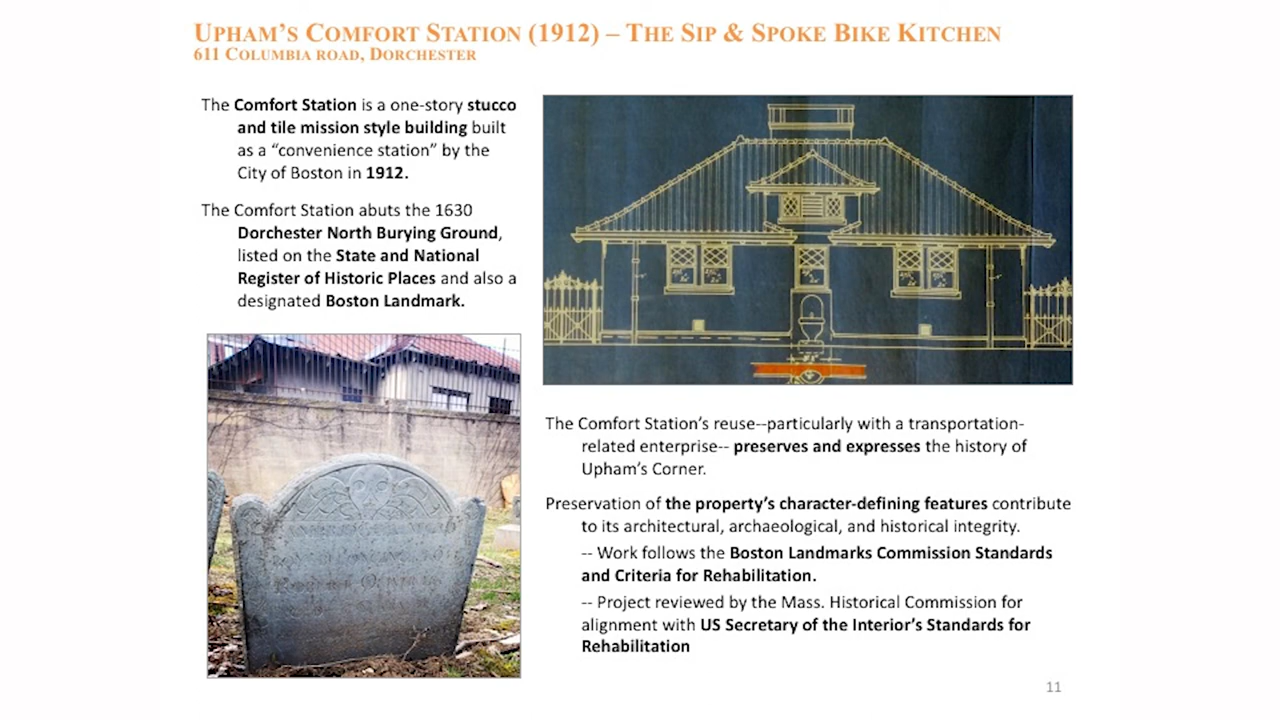 UPHAM'S COMFORT STATION (1912) – THE SIP & SPOKE BIKE KITCHEN
611 COLUMBIA ROAD, DORCHESTER
The Comfort Station is a one-story stucco
and tile mission style building built
as a “convenience station” by the
City of Boston in 1912.
The Comfort Station abuts the 1630
Dorchester North Burying Ground,
listed on the State and National
Register of Historic Places and also a
designated Boston Landmark.
The Comfort Station’s reuse--particularly with a transportation-
related enterprise-- preserves and expresses the history of
Upham’s Corner.
Preservation of the property’s character-defining features contribute
to its architectural, archaeological, and historical integrity.
-- Work follows the Boston Landmarks Commission Standards
and Criteria for Rehabilitation.
-- Project reviewed by the Mass. Historical Commission for
alignment with US Secretary of the Interior’s Standards for
Rehabilitation
11